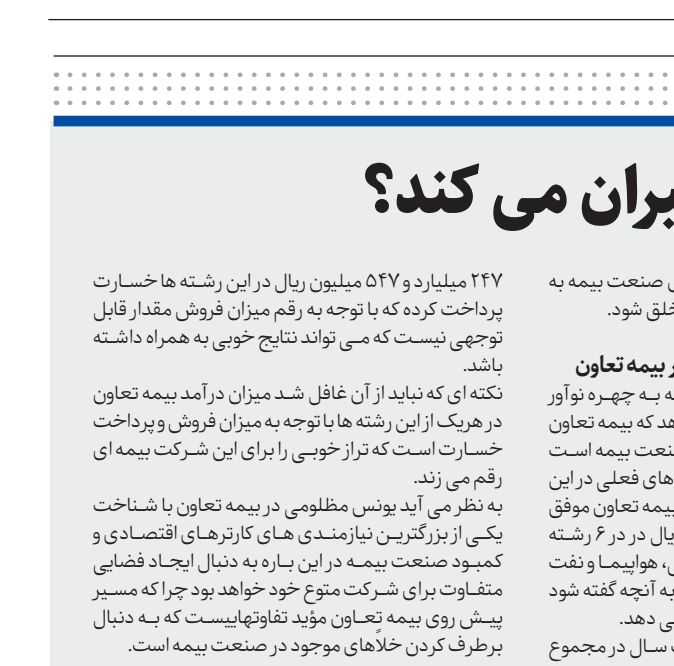 بران می کند؟
ی صنعت بیمه به
خلق شود.
ر بیمه تعاون
ه به چهره نوآور
هد که بیمه تعاون
نعت بیمه است
های فعلی در این
بیمه تعاون موفق
یال در در ۶ رشته
ی، هواپیما و نفت
به آنچه گفته شود
ی دهد.
ت سال در مجموع
۲۴۷ میلیارد و ۵۴۷ میلیون ریال در این رشته ها خسارت
پرداخت کرده که با توجه به رقم میزان فروش مقدار قابل
توجهی نیست که می تواند نتایج خوبی به همراه داشته
باشد.
نکته ای که نباید از آن غافل شد میزان درآمد بیمه تعاون
در هریک از این رشته ها با توجه به میزان فروش و پرداخت
خسارت است که تراز خوبی را برای این شرکت بیمه ای
رقم می زند.
به نظر می آید یونس مظلومی در بیمه تعاون با شناخت
یکی از بزرگترین نیازمندی های کارترهای اقتصادی و
کمبود صنعت بیمه در این باره به دنبال ایجاد فضایی
متفاوت برای شرکت متوع خود خواهد بود چرا که مسیر
پیش روی بیمه تعاون مؤید تفاوتهاییست که به دنبال
برطرف کردن خلأهای موجود در صنعت بیمه است.